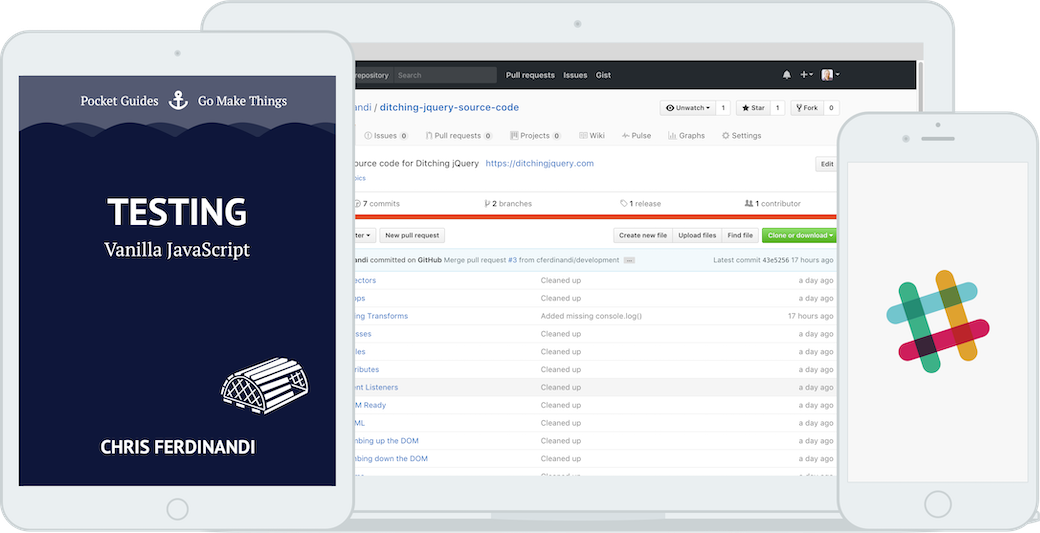 Pocket Guides Go Make Things
TESTING
Vanilla JavaScript
CHRIS FERDINANDI
repository Search Pull requests Issues Gist
andi / ditching-jquery-source-code Unwatch 1 Star 1 Fork 0
Issues 0 Pull requests 0 Projects 0 Wiki Pulse Graphs Settings
ource code for Ditching jQuery https://ditchingjquery.com Edit
pics
7 commits 2 branches 1 release 1 contributor
ter New pull request Create new file Upload files Find file Clone or download
andi committed on GitHub Merge pull request #3 from cferdinandi/development Latest commit 43e5256 17 hours ago
ectors Cleaned up a day ago
ops Cleaned up a day ago
ing Transforms Added missing console.log() 17 hours ago
sses Cleaned up a day ago
les Cleaned up a day ago
ributes Cleaned up a day ago
ent Listeners Cleaned up a day ago
M Ready Cleaned up a day ago
ML Cleaned up a day ago
mbing up the DOM Cleaned up a day ago
mbing down the DOM Cleaned up a day ago